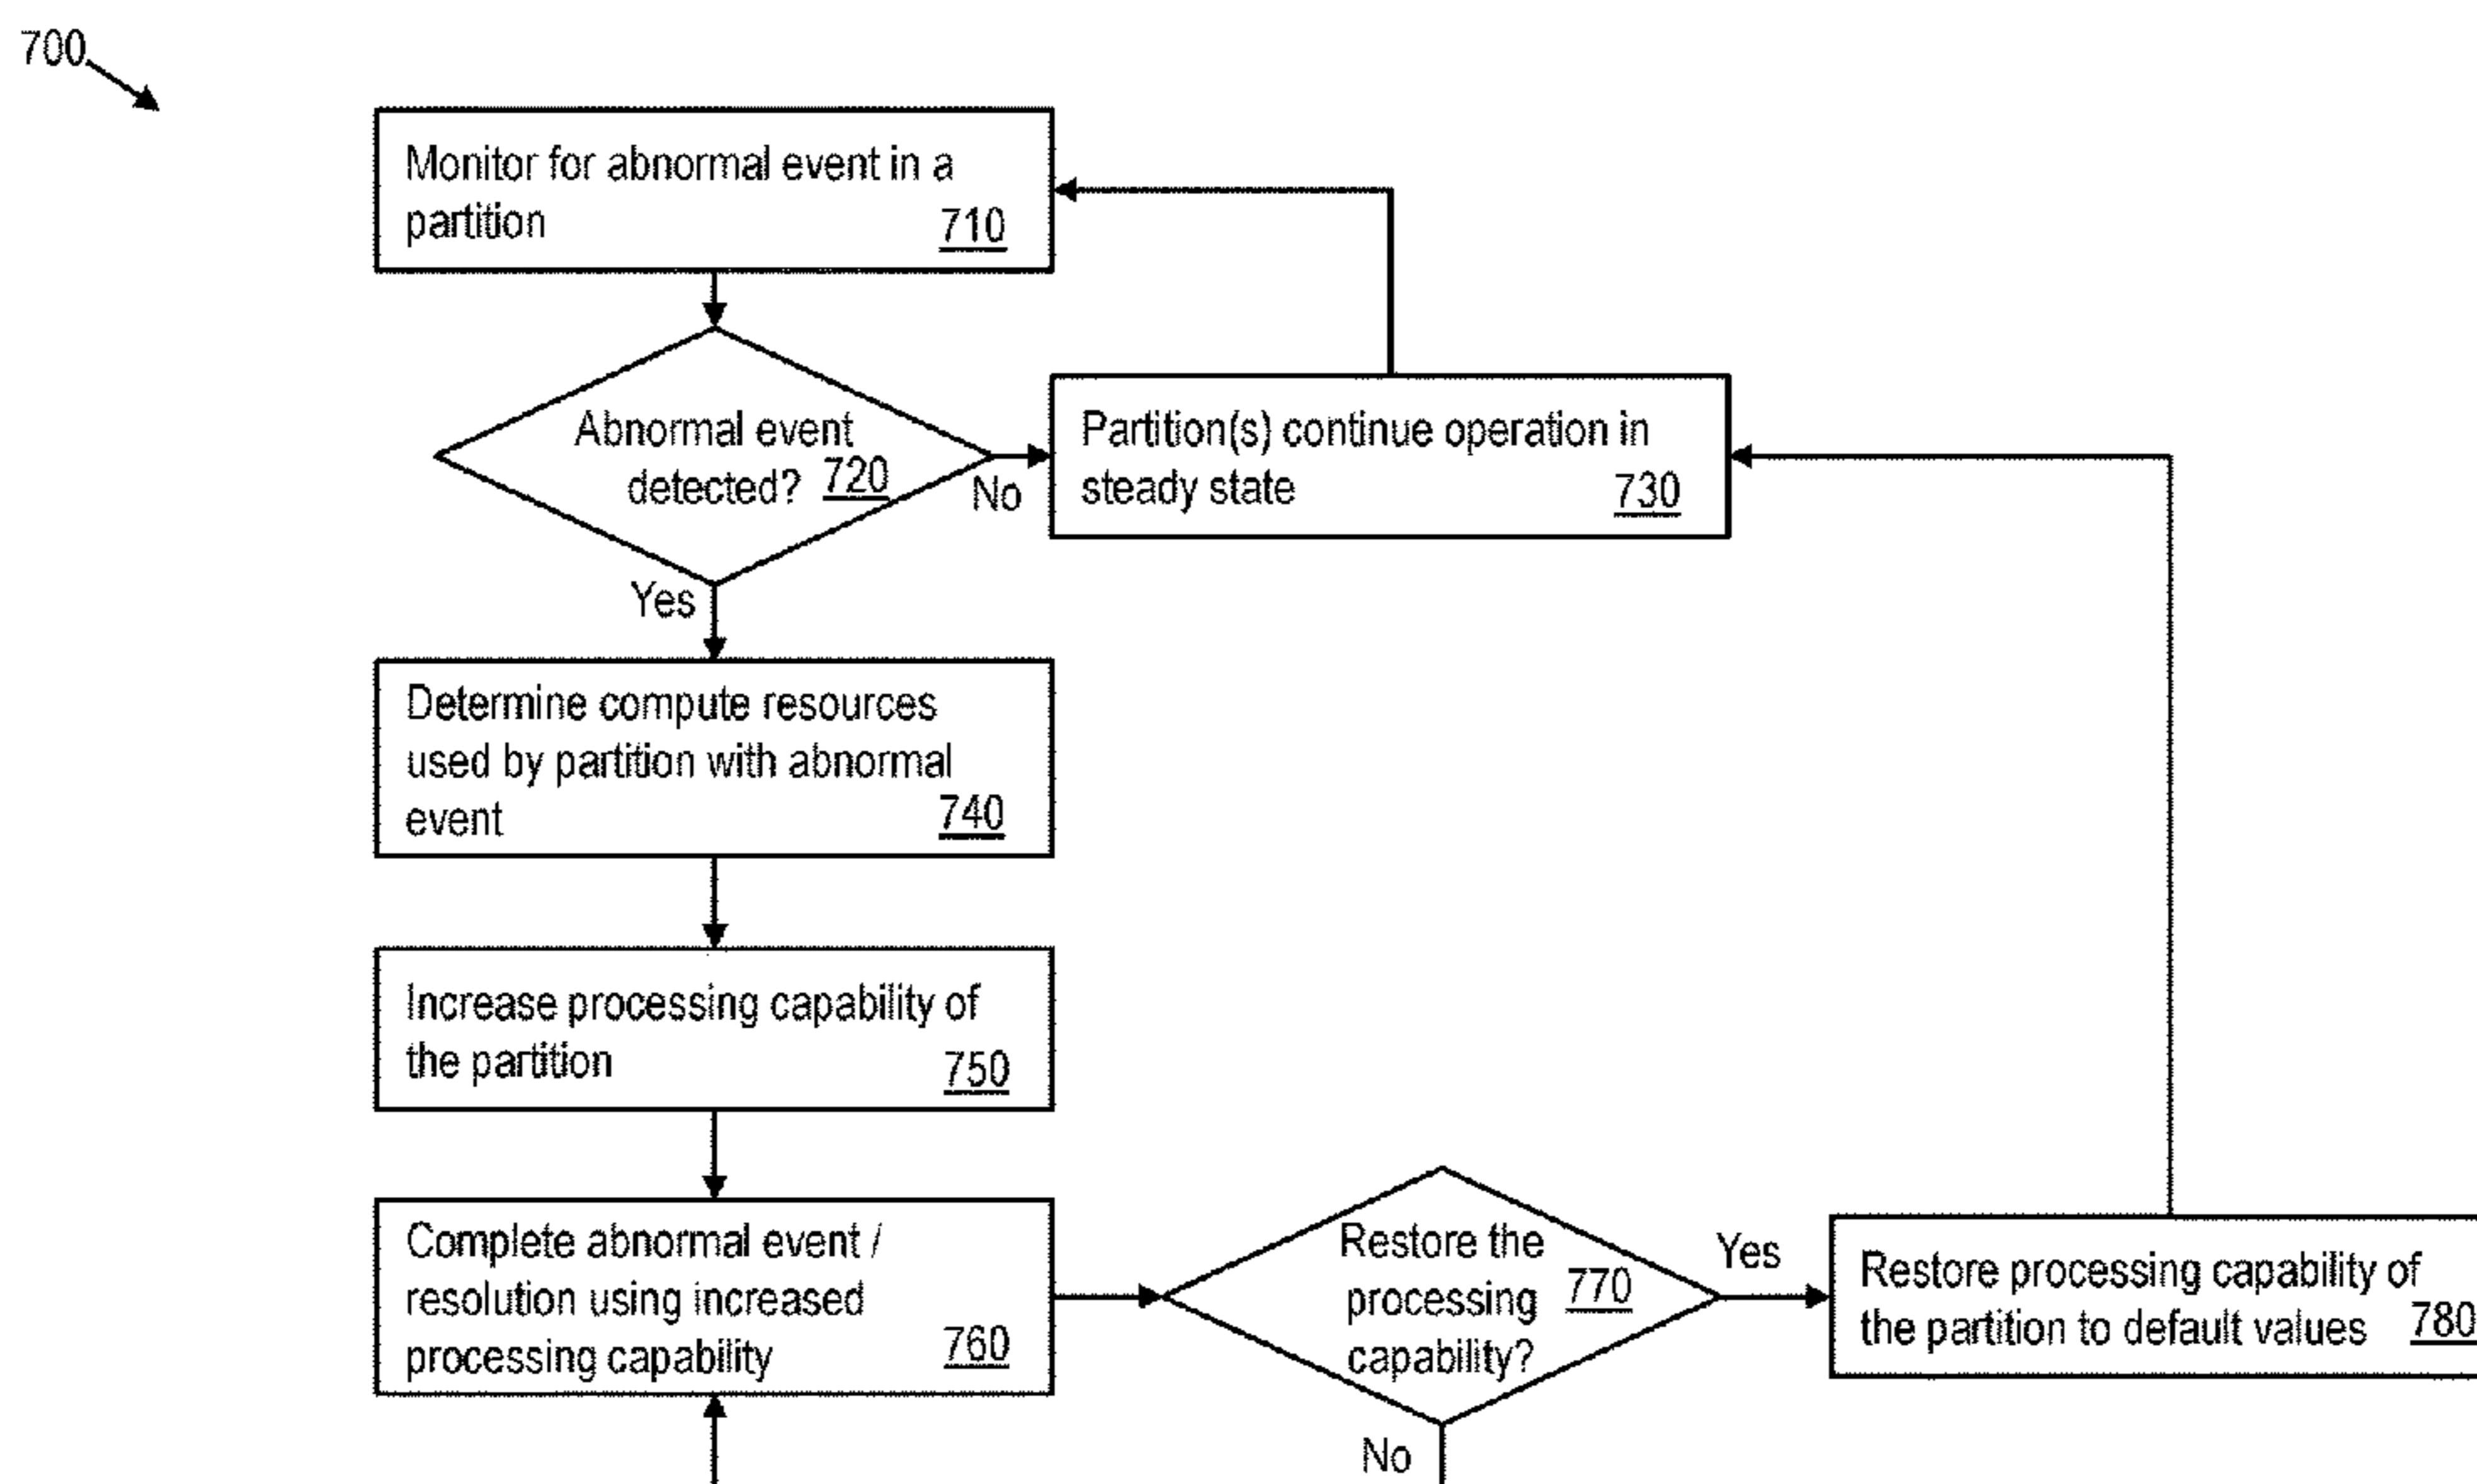 700
Monitor for abnormal event in a
partition 710
Abnormal event
detected? 720
No
Partition(s) continue operation in
steady state 730
Yes
Determine compute resources
used by partition with abnormal
event 740
Increase processing capability of
the partition 750
Complete abnormal event /
resolution using increased
processing capability 760
Restore the
processing 770
capability?
Yes
Restore processing capability of
the partition to default values 780
No